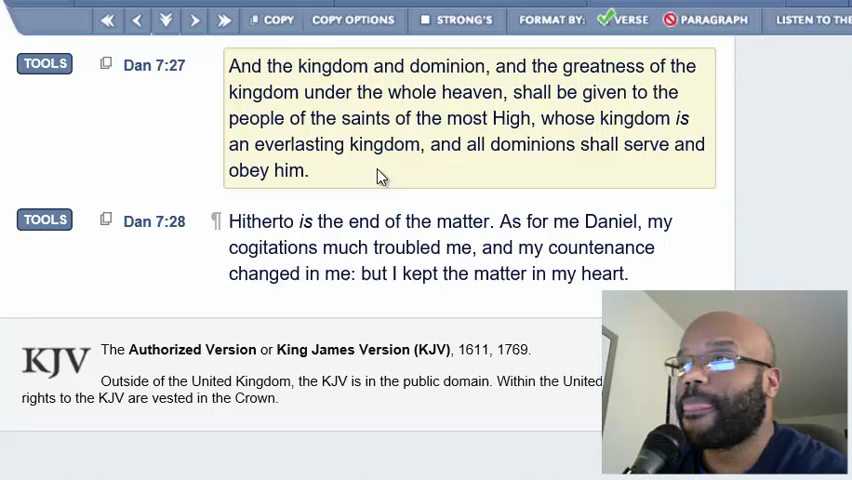 COPY COPY OPTIONS STRONG'S FORMAT BY: VERSE PARAGRAPH LISTEN TO THE
TOOLS Dan 7:27 And the kingdom and dominion, and the greatness of the
kingdom under the whole heaven, shall be given to the
people of the saints of the most High, whose kingdom is
an everlasting kingdom, and all dominions shall serve and
obey him.
TOOLS Dan 7:28 ¶ Hitherto is the end of the matter. As for me Daniel, my
cogitations much troubled me, and my countenance
changed in me: but I kept the matter in my heart.
KJV The Authorized Version or King James Version (KJV), 1611, 1769.
Outside of the United Kingdom, the KJV is in the public domain. Within the United
rights to the KJV are vested in the Crown.